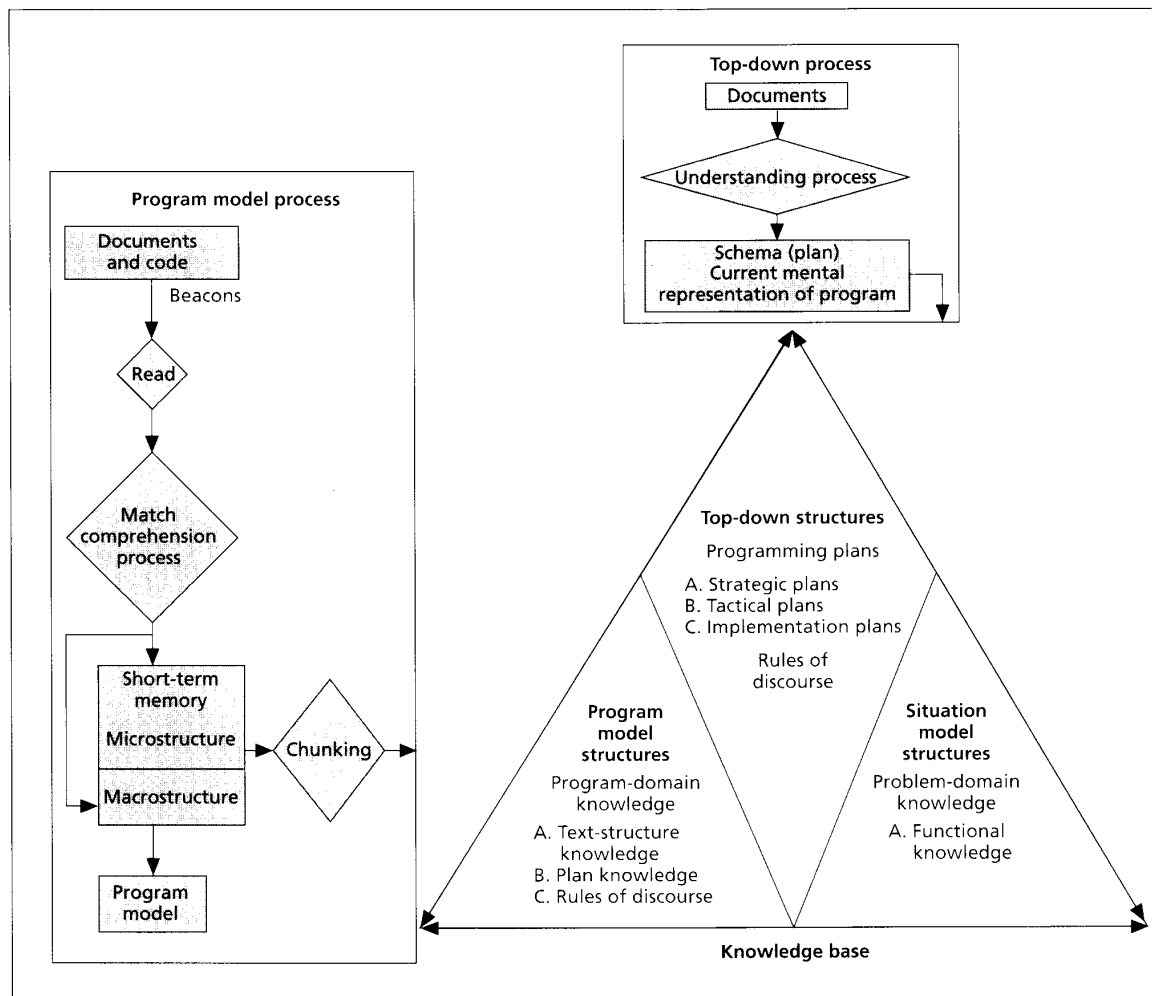 Top-down process
Documents
Understanding process
Schema (plan)
Current mental
representation of program
Program model process
Documents
and code
Beacons
Read
Match
comprehension
process
Short-term
memory
Microstructure
Macrostructure
Chunking
Program
model
Top-down structures
Programming plans
A. Strategic plans
B. Tactical plans
C. Implementation plans
Rules of
discourse
Program
model
structures
Program-domain
knowledge
A. Text-structure
knowledge
B. Plan knowledge
C. Rules of discourse
Situation
model
structures
Problem-domain
knowledge
A. Functional
knowledge
Knowledge base